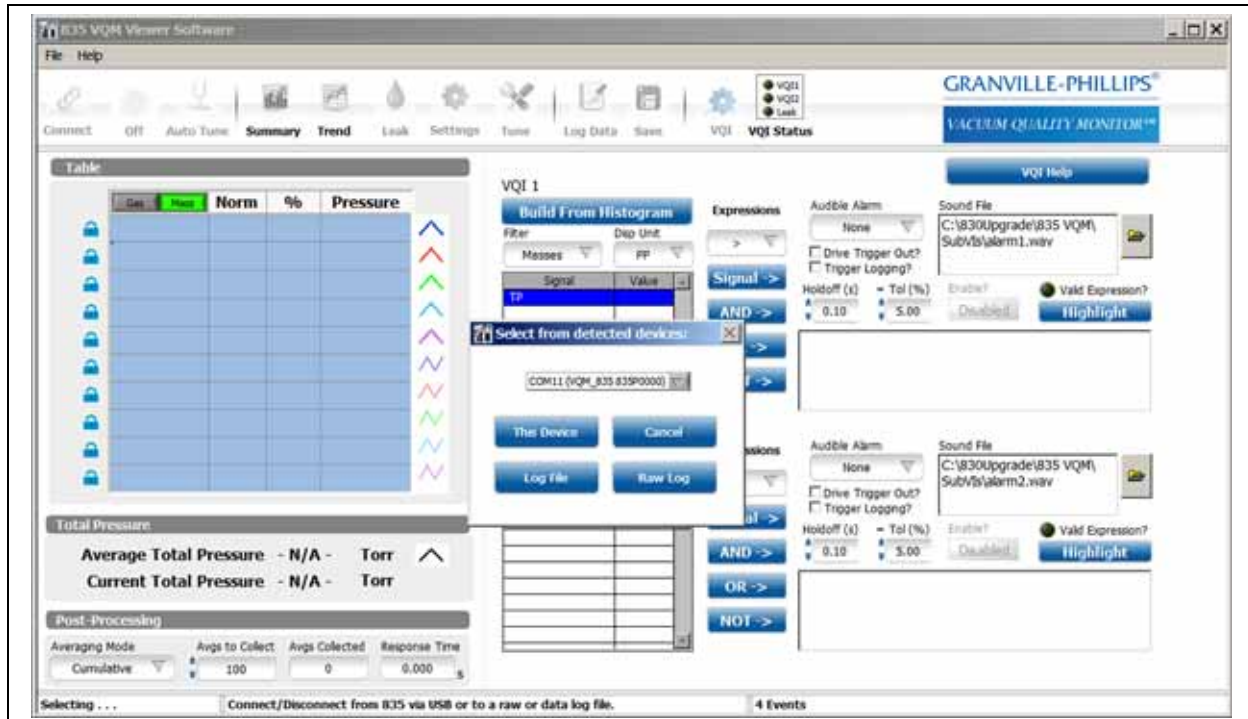 835 VQM Viewer Software
File Help
Connect Off Auto Tune Summary Trend Leak Settings Tune Log Data Save VQI VQI Status
VQI1
VQI2
Leak
GRANVILLE-PHILLIPS®
VACUUM QUALITY MONITOR™
Table
Gas Mass Norm % Pressure
VQI Help
VQI 1
Build From Histogram
Filter Disp Unit
Masses PP
Signal Value
TP
Expressions
>
Signal ->
AND ->
->
->
Audible Alarm
None
Drive Trigger Out?
Trigger Logging?
Holdoff (s) ~ Tol (%)
0.10 5.00
Sound File
C:\830Upgrade\835 VQM\
SubVIs\alarm1.wav
Enable? Valid Expression?
Disabled Highlight
Select from detected devices:
COM11 (VQM_835 835P0000)
This Device Cancel
Log File Raw Log
Audible Alarm
None
Drive Trigger Out?
Trigger Logging?
Holdoff (s) ~ Tol (%)
0.10 5.00
Sound File
C:\830Upgrade\835 VQM\
SubVIs\alarm2.wav
Enable? Valid Expression?
Disabled Highlight
AND ->
OR ->
NOT ->
Total Pressure
Average Total Pressure - N/A - Torr
Current Total Pressure - N/A - Torr
Post-Processing
Averaging Mode Avgs to Collect Avgs Collected Response Time
Cumulative 100 0 0.000 s
Selecting . . . Connect/Disconnect from 835 via USB or to a raw or data log file. 4 Events